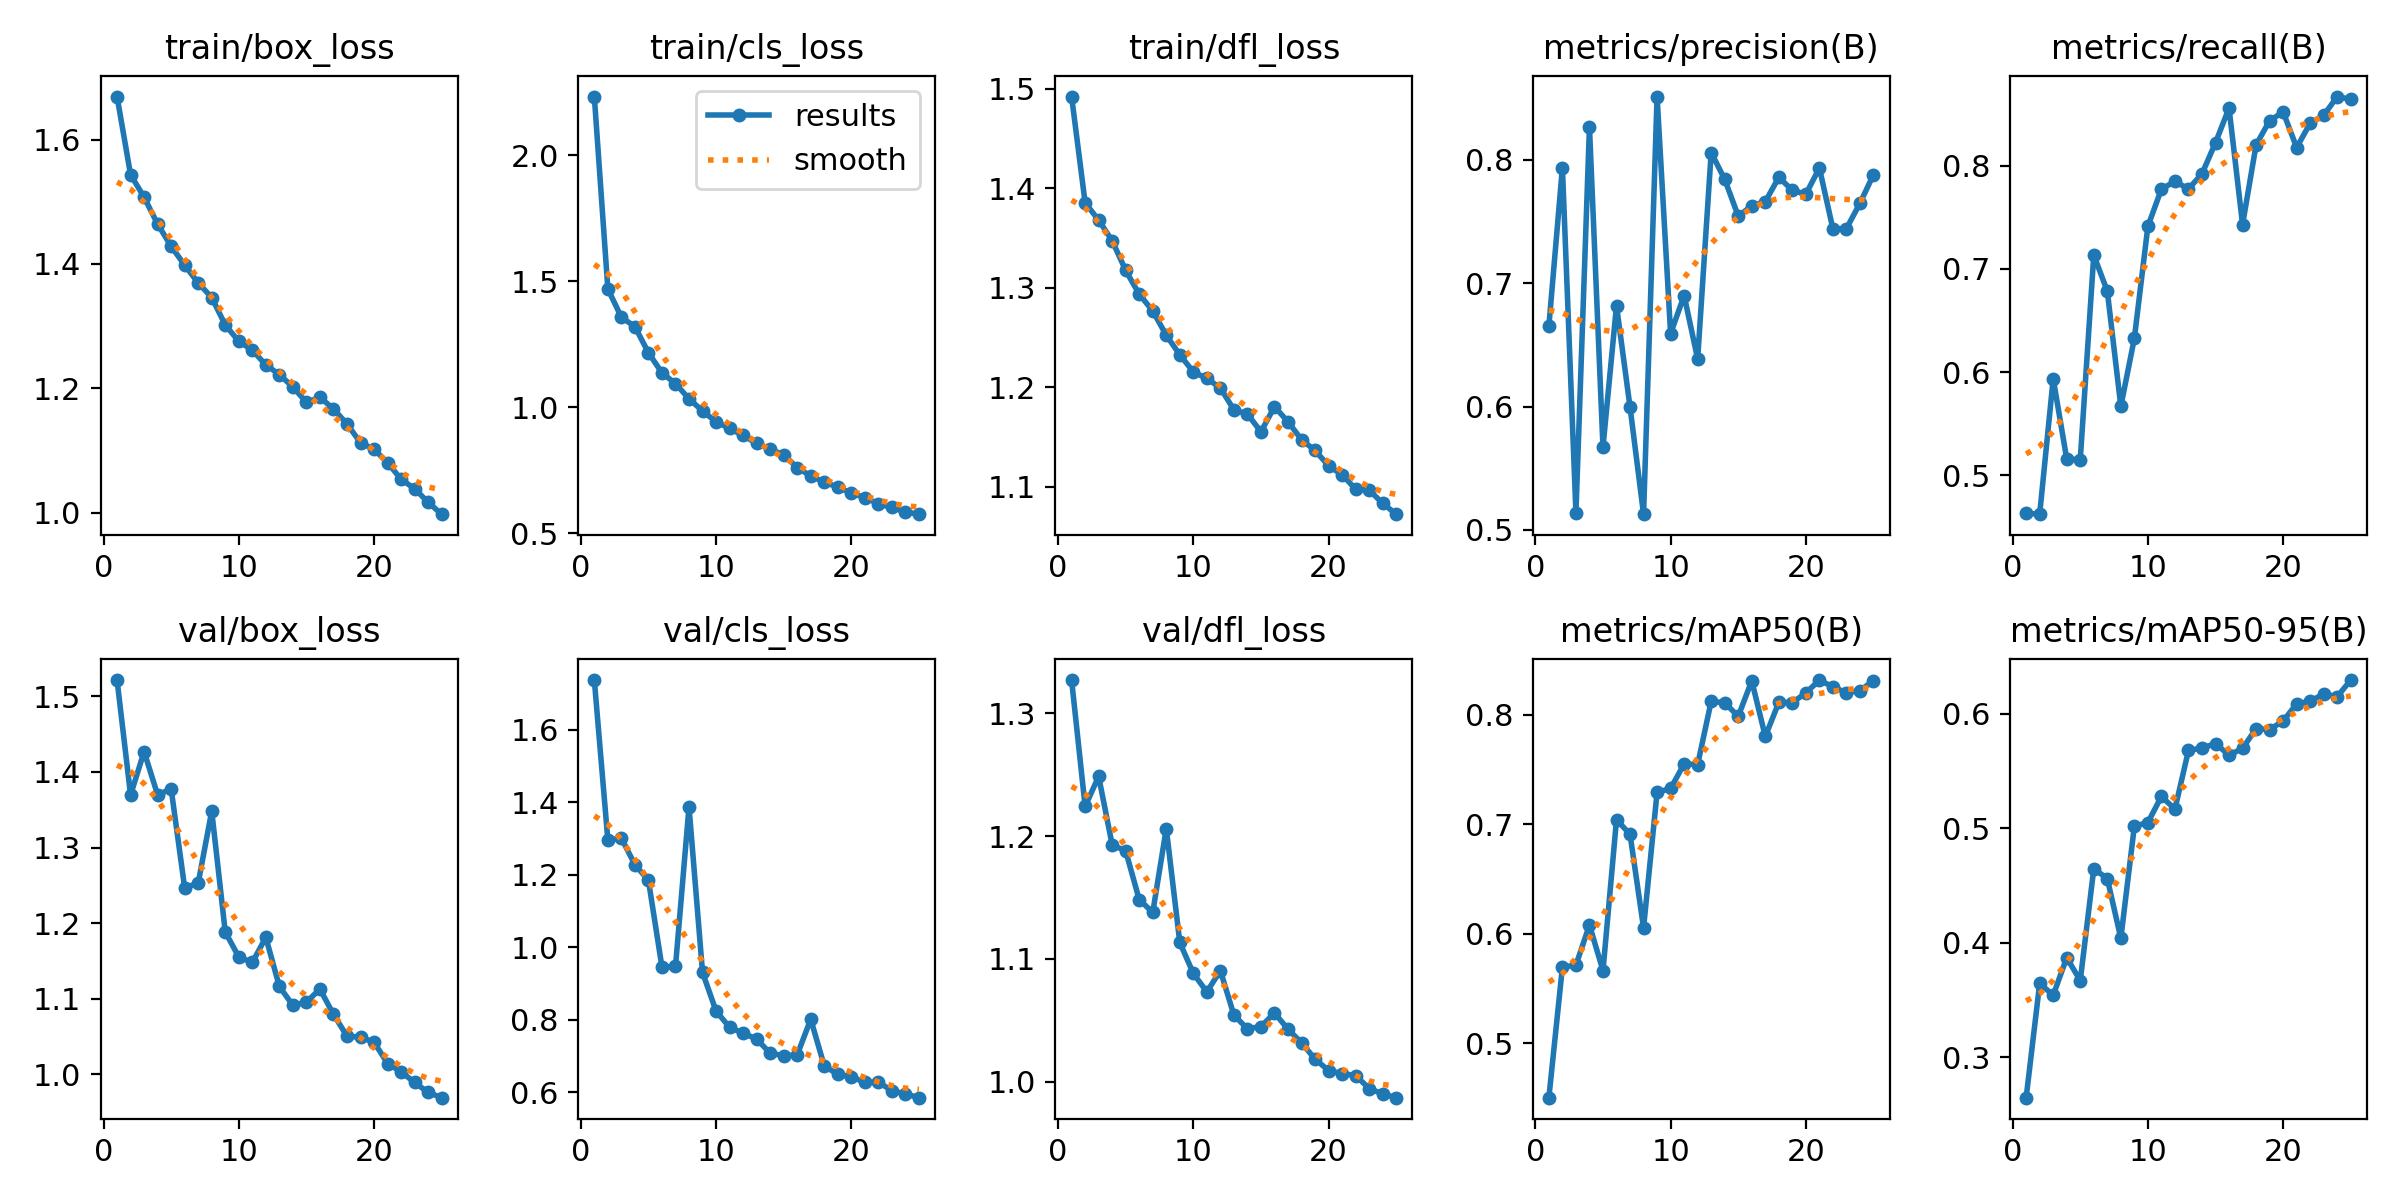 train/box_loss
1.6
1.4
1.2
1.0
0 10 20
train/cls_loss
results
smooth
2.0
1.5
1.0
0.5
0 10 20
train/dfl_loss
1.5
1.4
1.3
1.2
1.1
0 10 20
metrics/precision(B)
0.8
0.7
0.6
0.5
0 10 20
metrics/recall(B)
0.8
0.7
0.6
0.5
0 10 20
val/box_loss
1.5
1.4
1.3
1.2
1.1
1.0
0 10 20
val/cls_loss
1.6
1.4
1.2
1.0
0.8
0.6
0 10 20
val/dfl_loss
1.3
1.2
1.1
1.0
0 10 20
metrics/mAP50(B)
0.8
0.7
0.6
0.5
0 10 20
metrics/mAP50-95(B)
0.6
0.5
0.4
0.3
0 10 20